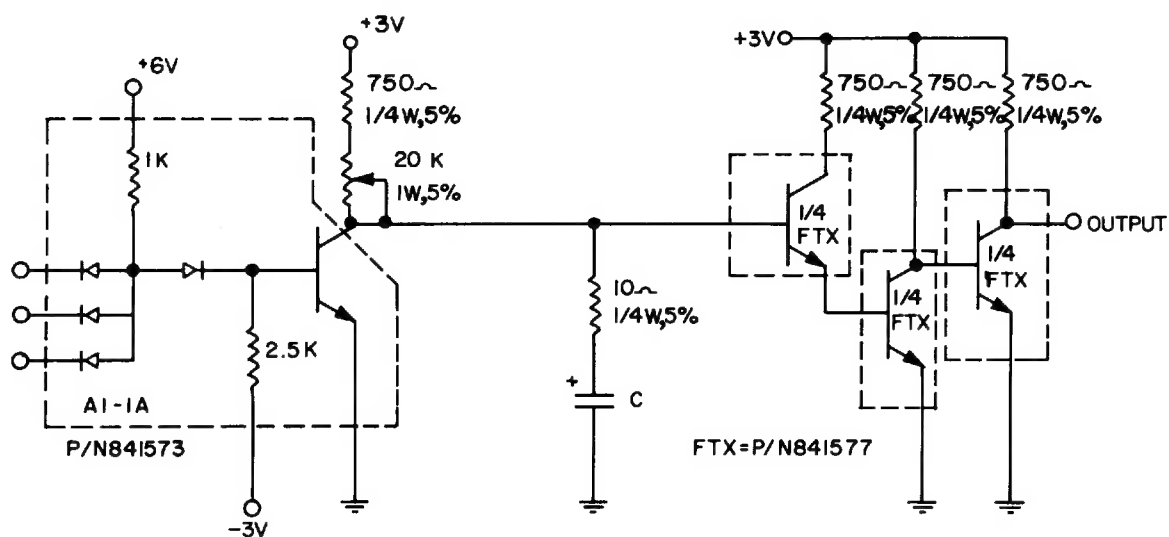 +6V
1K
A1-1A
P/N841573
2.5K
-3V
+3V
750Ω
1/4W,5%
20 K
1W,5%
10Ω
1/4W,5%
+
C
+3V
750Ω
1/4W,5%
750Ω
1/4W,5%
750Ω
1/4W,5%
1/4
FTX
1/4
FTX
1/4
FTX
OUTPUT
FTX=P/N841577